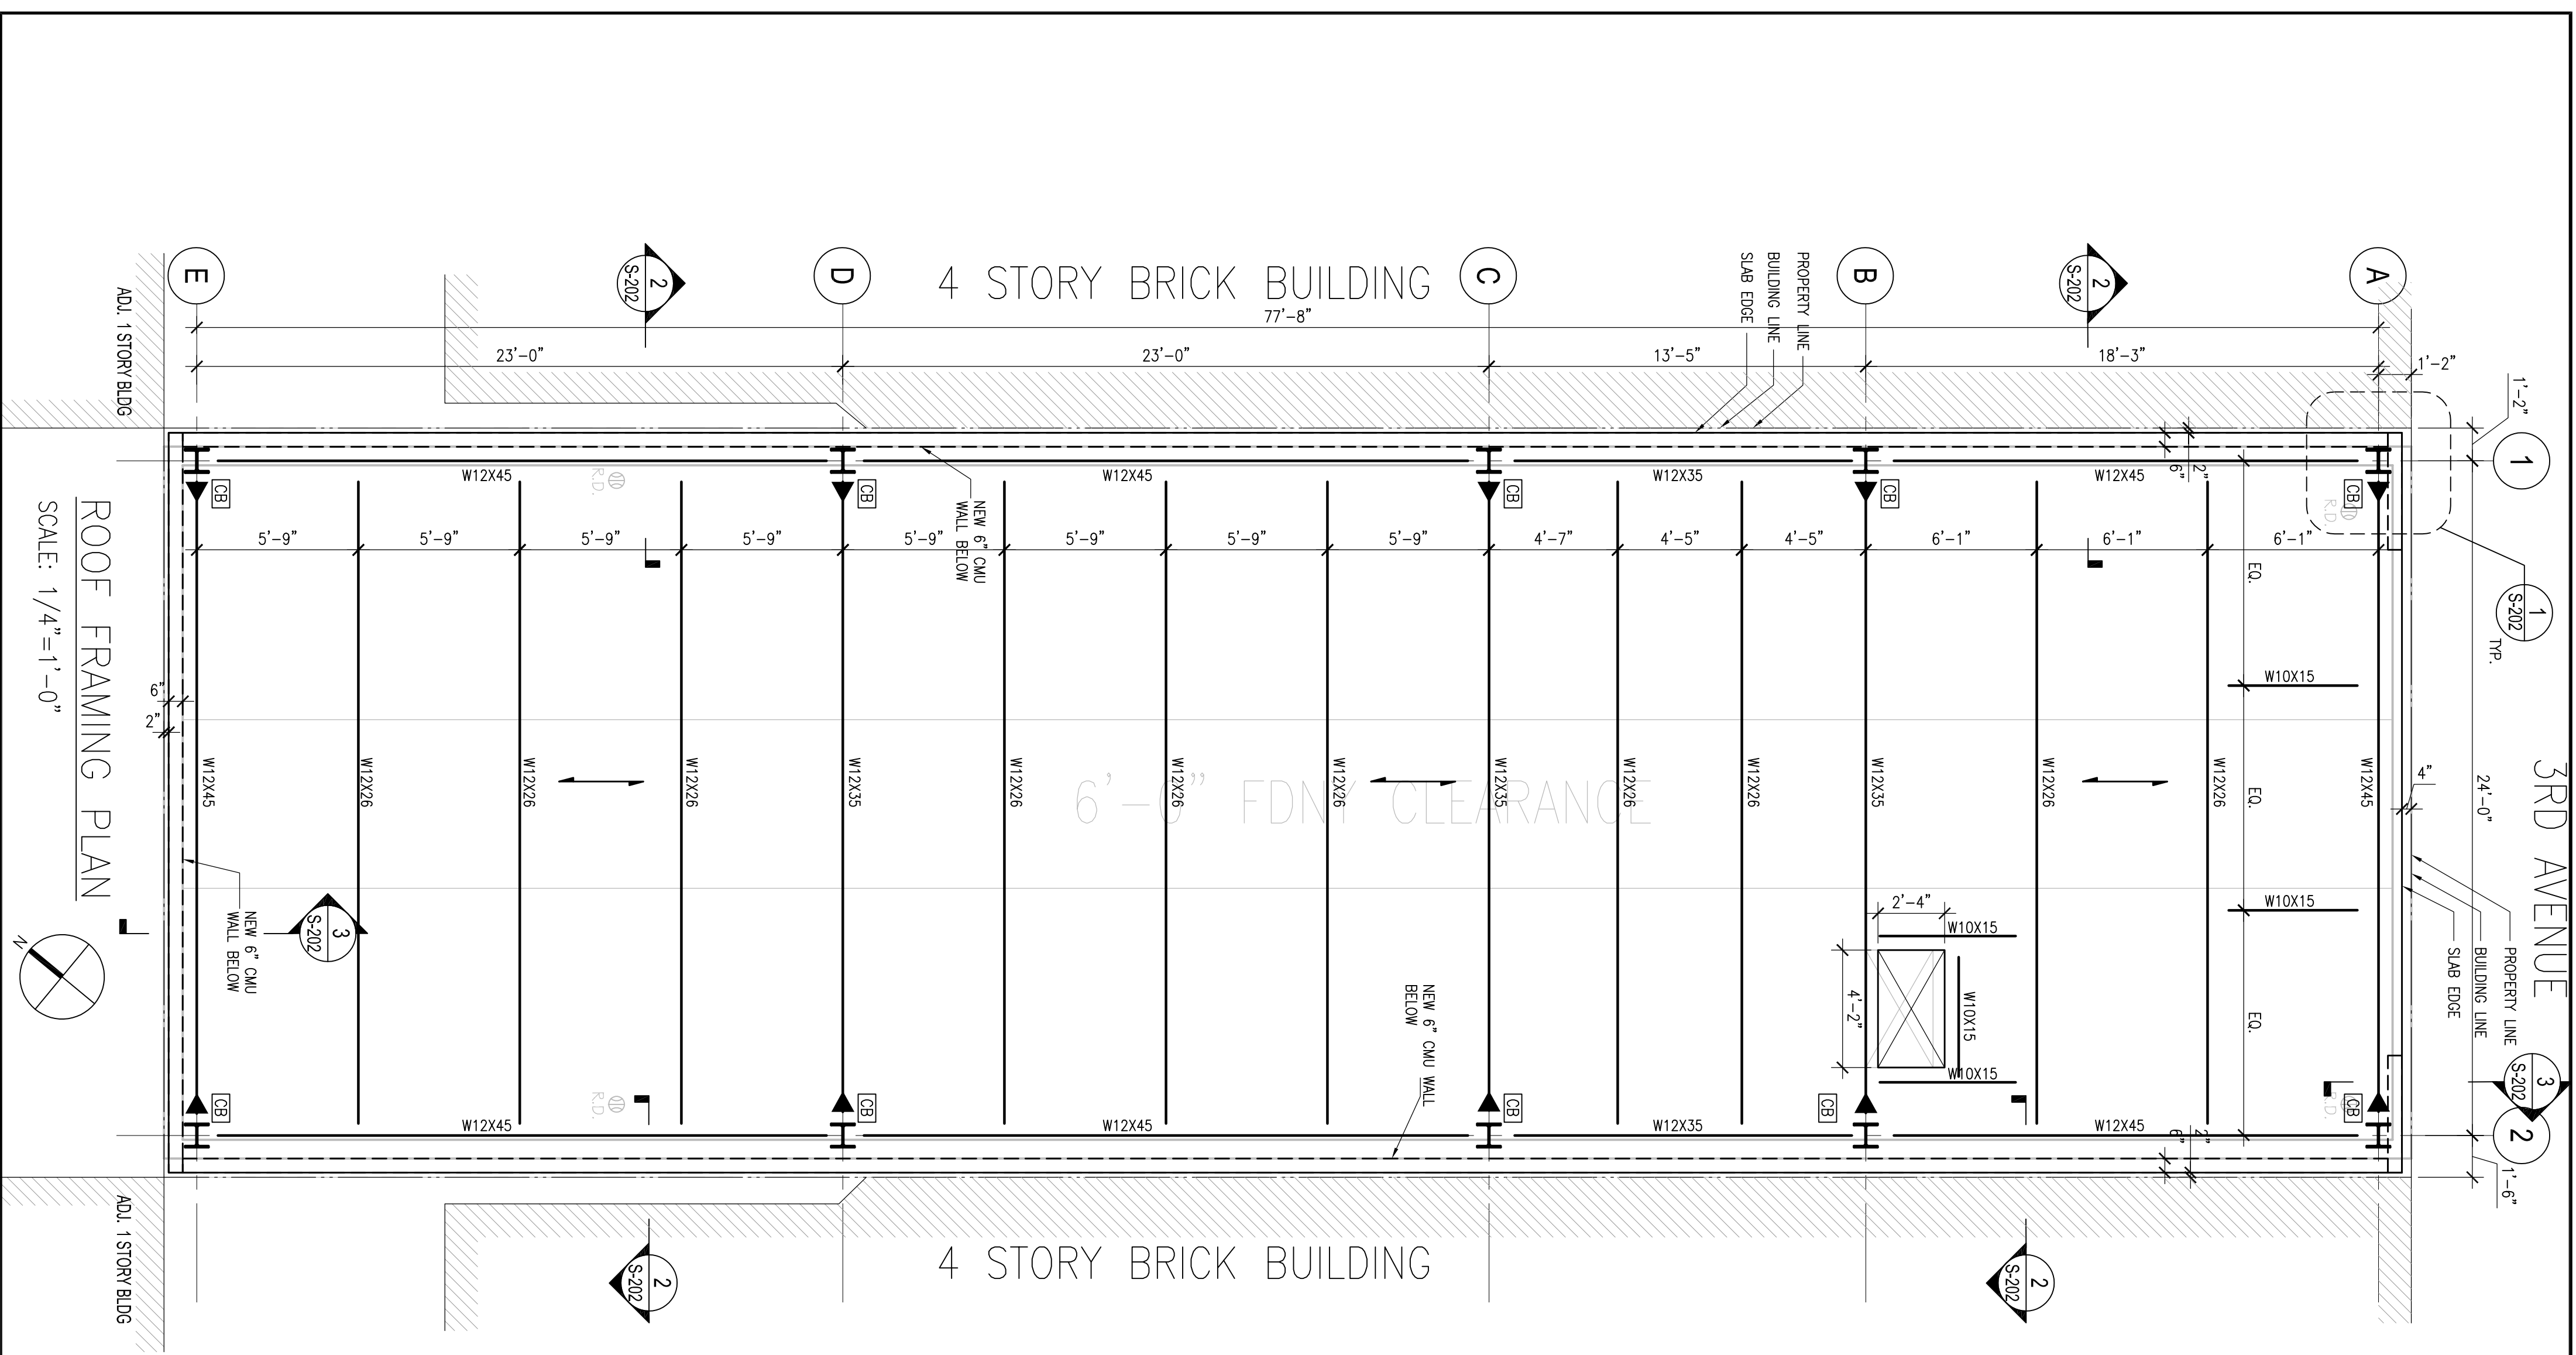 4 STORY BRICK BUILDING
PROPERTY LINE
BUILDING LINE
SLAB EDGE
E
2
S-202
D
C
B
2
S-202
A
77'-8"
23'-0"
23'-0"
13'-5"
18'-3"
1'-2"
1'-2"
1
ADJ. 1 STORY BLDG
W12X45
W12X45
W12X35
W12X45
6"
2"
CB
CB
CB
CB
CB
R.D.
R.D.
NEW 6" CMU
WALL BELOW
5'-9"
5'-9"
5'-9"
5'-9"
5'-9"
5'-9"
5'-9"
5'-9"
4'-7"
4'-5"
4'-5"
6'-1"
6'-1"
6'-1"
EQ.
EQ.
EQ.
1
S-202
TYP.
W10X15
W10X15
W12X45
W12X26
W12X26
W12X26
W12X35
W12X26
W12X26
W12X26
W12X35
W12X26
W12X26
W12X35
W12X26
W12X26
W12X45
6'-0" FDNY CLEARANCE
4"
24'-0"
3RD AVENUE
PROPERTY LINE
BUILDING LINE
SLAB EDGE
6"
2"
NEW 6" CMU
WALL BELOW
3
S-202
2'-4"
4'-2"
W10X15
W10X15
W10X15
NEW 6" CMU WALL
BELOW
3
S-202
2
1'-6"
CB
CB
CB
CB
CB
R.D.
R.D.
W12X45
W12X45
W12X35
W12X45
6"
2"
ADJ. 1 STORY BLDG
4 STORY BRICK BUILDING
2
S-202
2
S-202
ROOF FRAMING PLAN
SCALE: 1/4"=1'-0"
N